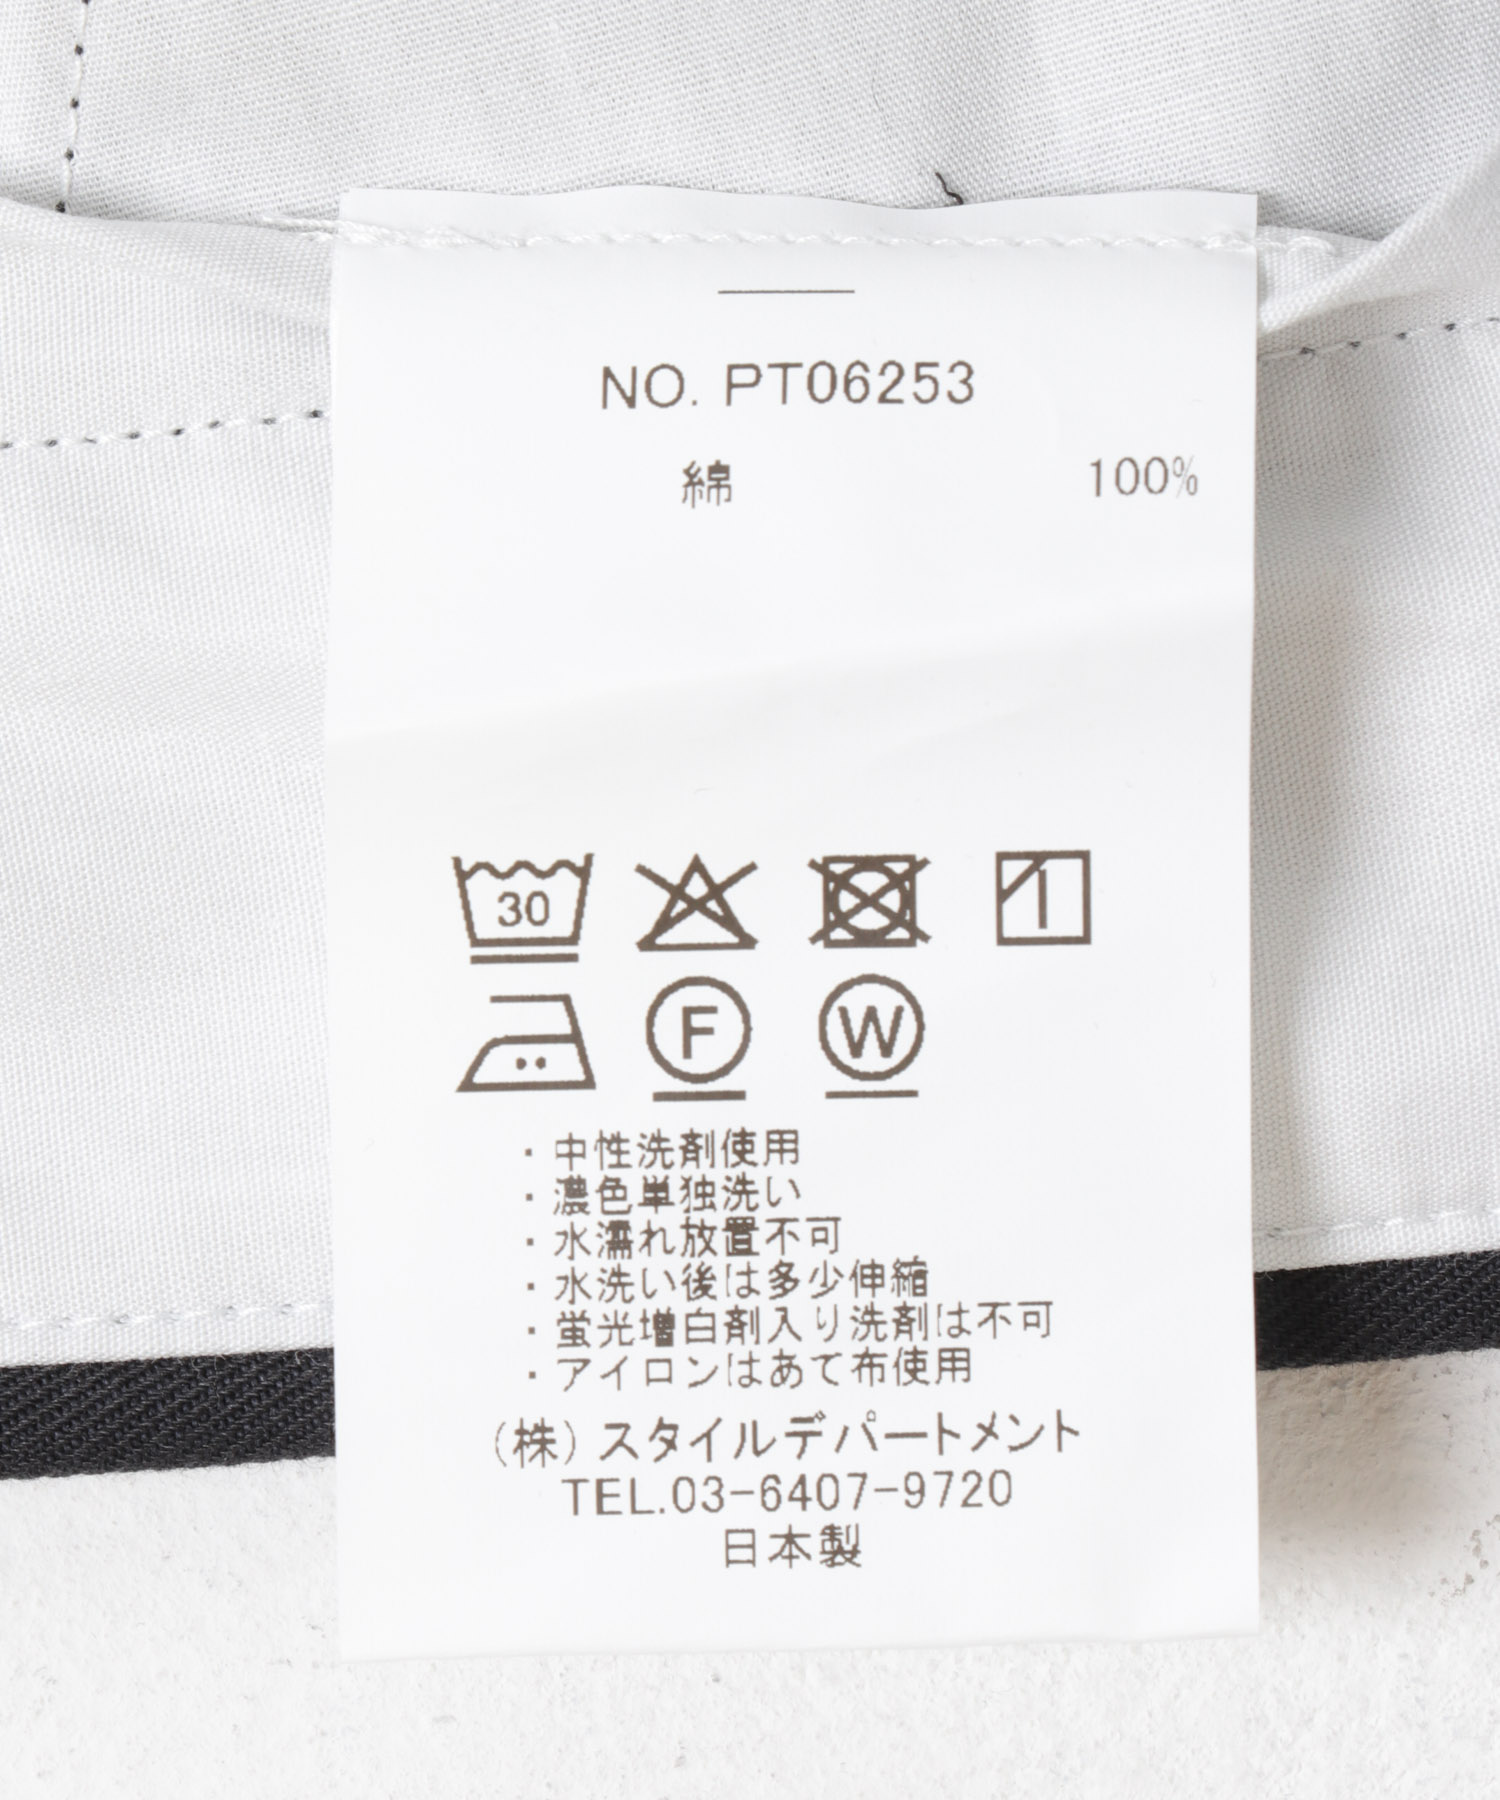 NO. PT06253
綿 100%
30
F W
・中性洗剤使用
・濃色単独洗い
・水濡れ放置不可
・水洗い後は多少伸縮
・蛍光増白剤入り洗剤は不可
・アイロンはあて布使用
(株)スタイルデパートメント
TEL.03-6407-9720
日本製